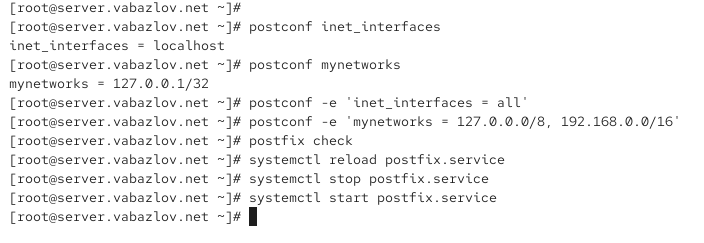 [root@server.vabazlov.net ~]#
[root@server.vabazlov.net ~]# postconf inet_interfaces
inet_interfaces = localhost
[root@server.vabazlov.net ~]# postconf mynetworks
mynetworks = 127.0.0.1/32
[root@server.vabazlov.net ~]# postconf -e 'inet_interfaces = all'
[root@server.vabazlov.net ~]# postconf -e 'mynetworks = 127.0.0.0/8, 192.168.0.0/16'
[root@server.vabazlov.net ~]# postfix check
[root@server.vabazlov.net ~]# systemctl reload postfix.service
[root@server.vabazlov.net ~]# systemctl stop postfix.service
[root@server.vabazlov.net ~]# systemctl start postfix.service
[root@server.vabazlov.net ~]#